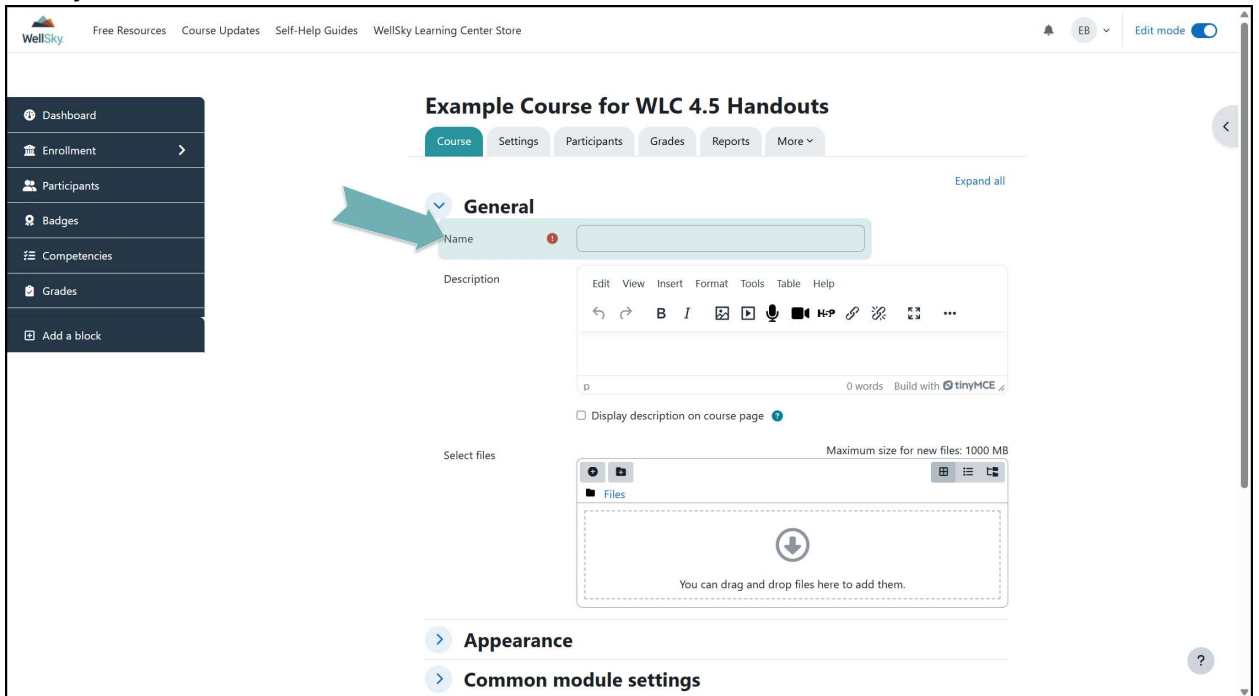 WellSky
Free Resources Course Updates Self-Help Guides WellSky Learning Center Store
EB Edit mode
Dashboard
Enrollment
Participants
Badges
Competencies
Grades
Add a block
Example Course for WLC 4.5 Handouts
Course Settings Participants Grades Reports More
Expand all
General
Name
Description
Edit View Insert Format Tools Table Help
B I H-P
p 0 words Build with tinyMCE
Display description on course page ?
Select files
Maximum size for new files: 1000 MB
Files
You can drag and drop files here to add them.
Appearance
Common module settings
?